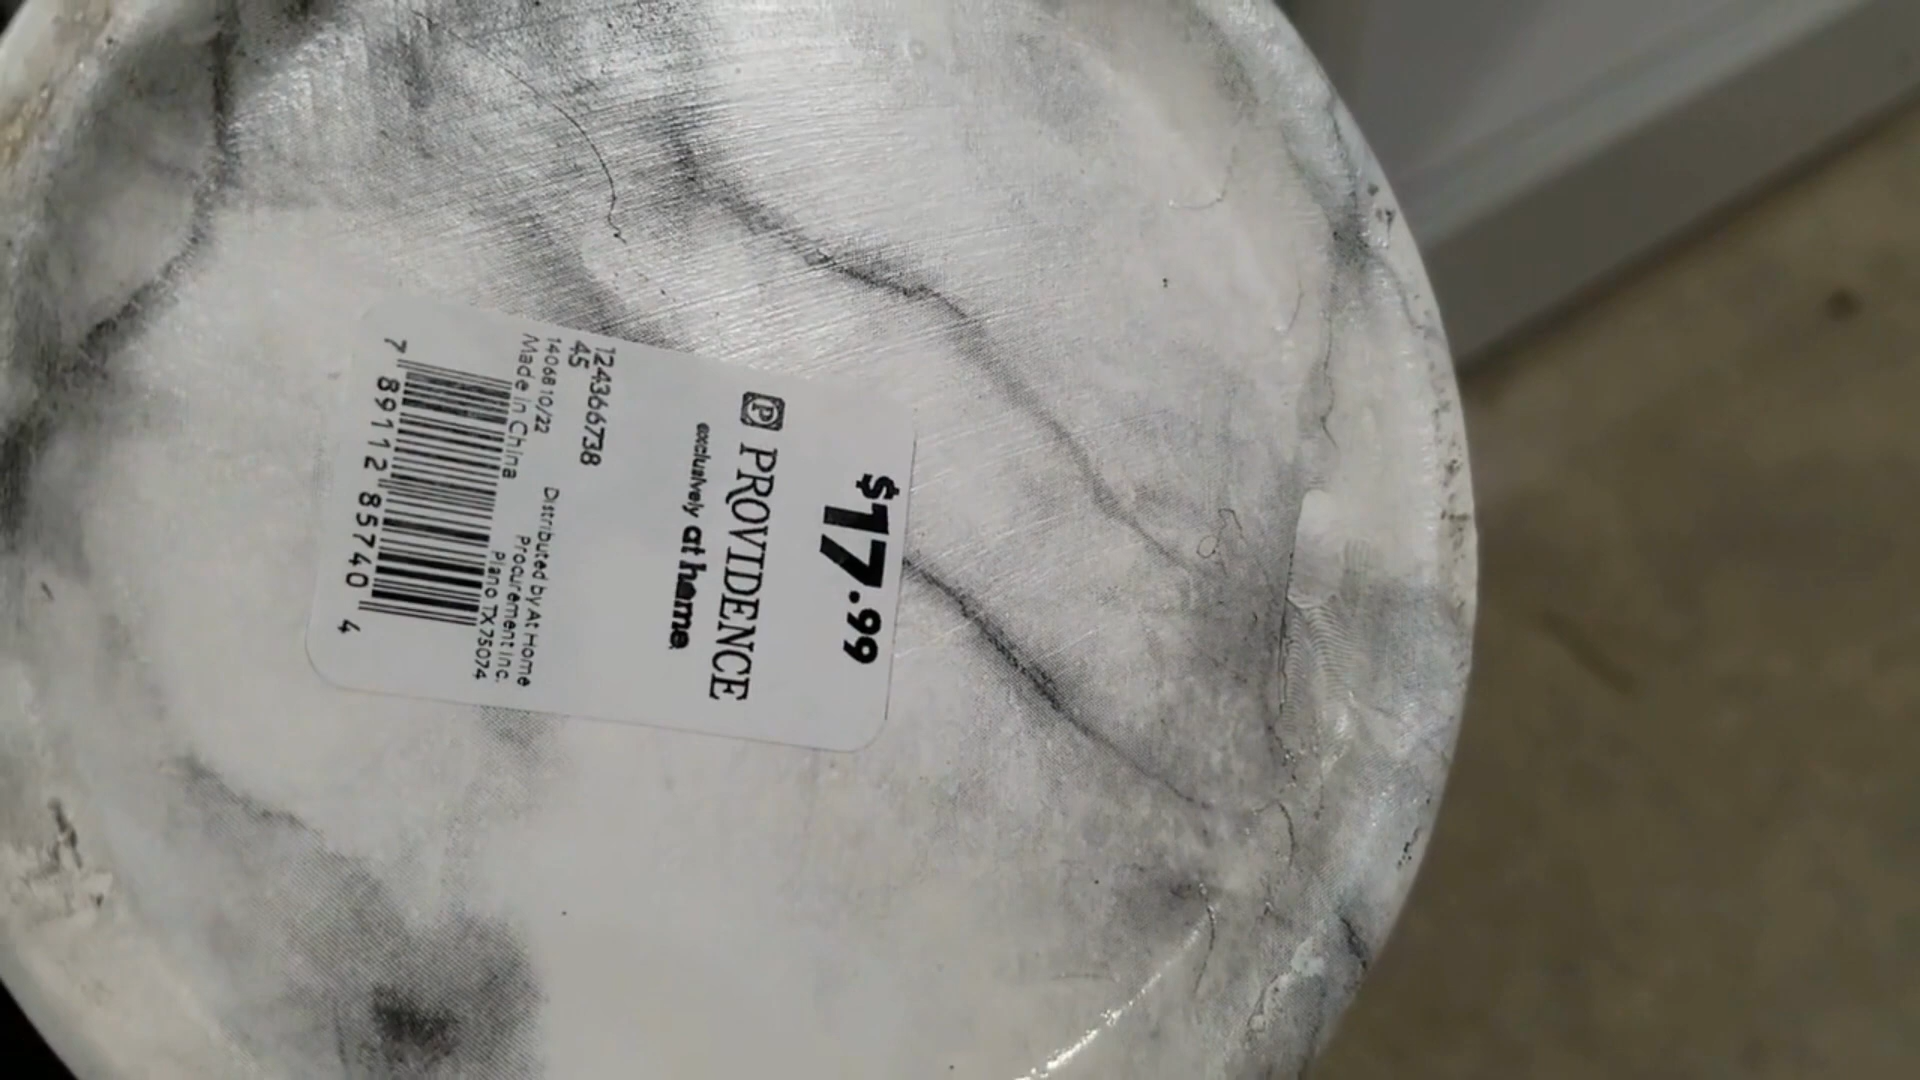 $17.99
P PROVIDENCE
exclusively at home
124366738
45
140681 10/22
Made in China
Distributed by At Home
Procurement Inc.
Plano TX 75074
7 89112 85740 4